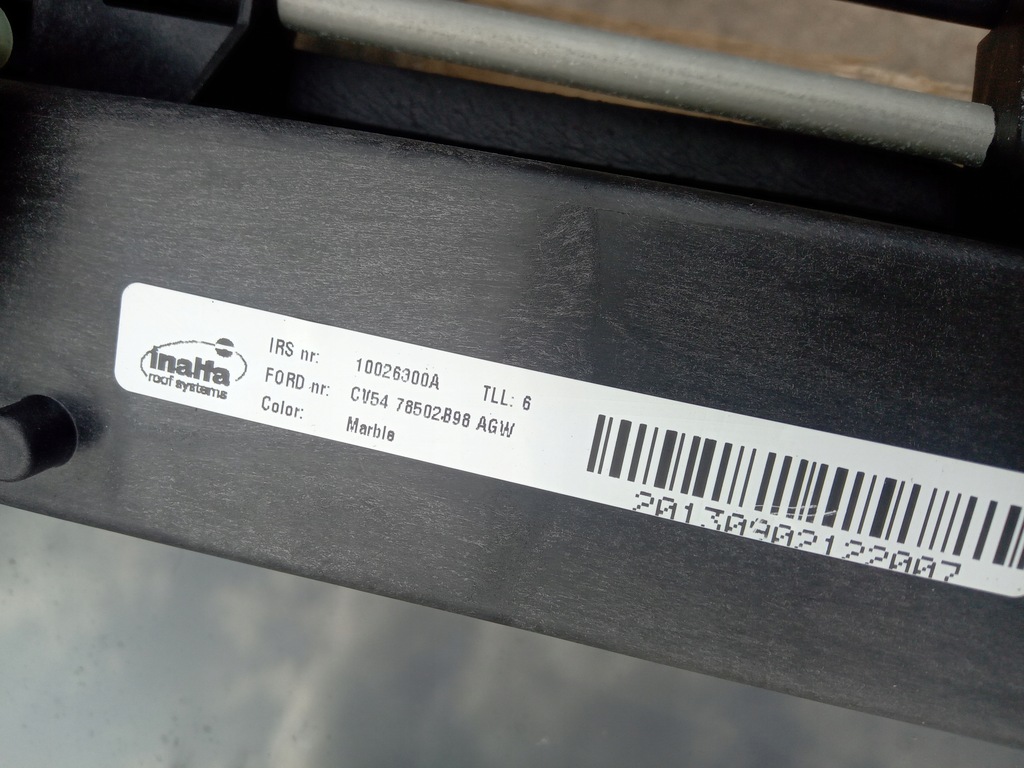 Inalfa
roof systems
IRS nr: 10026300A TLL: 6
FORD nr: CV54 78502B98 AGW
Color: Marble
20130902122007